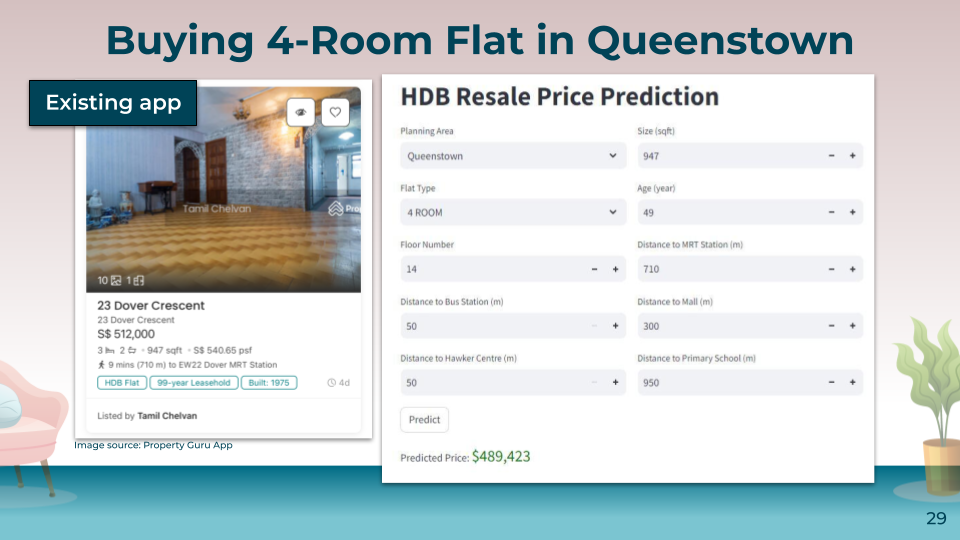 Buying 4-Room Flat in Queenstown
Existing app
Tamil Chelvan
Pro
10 1
23 Dover Crescent
23 Dover Crescent
S$ 512,000
3 2 • 947 sqft • S$ 540.65 psf
9 mins (710 m) to EW22 Dover MRT Station
HDB Flat 99-year Leasehold Built: 1975 4d
Listed by Tamil Chelvan
Image source: Property Guru App
HDB Resale Price Prediction
Planning Area Size (sqft)
Queenstown 947 − +
Flat Type Age (year)
4 ROOM 49 − +
Floor Number Distance to MRT Station (m)
14 − + 710 − +
Distance to Bus Station (m) Distance to Mall (m)
50 − + 300 − +
Distance to Hawker Centre (m) Distance to Primary School (m)
50 − + 950 − +
Predict
Predicted Price: $489,423
29